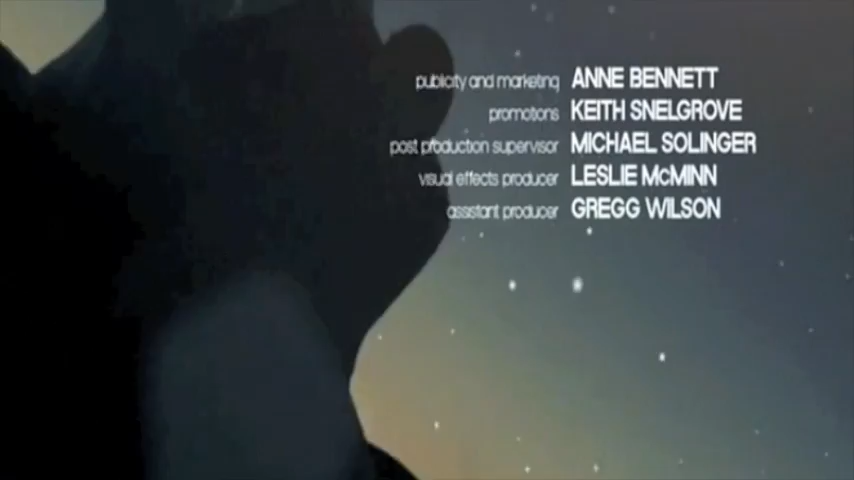 publicity and marketing ANNE BENNETT
promotions KEITH SNELGROVE
post production supervisor MICHAEL SOLINGER
visual effects producer LESLIE McMINN
assistant producer GREGG WILSON